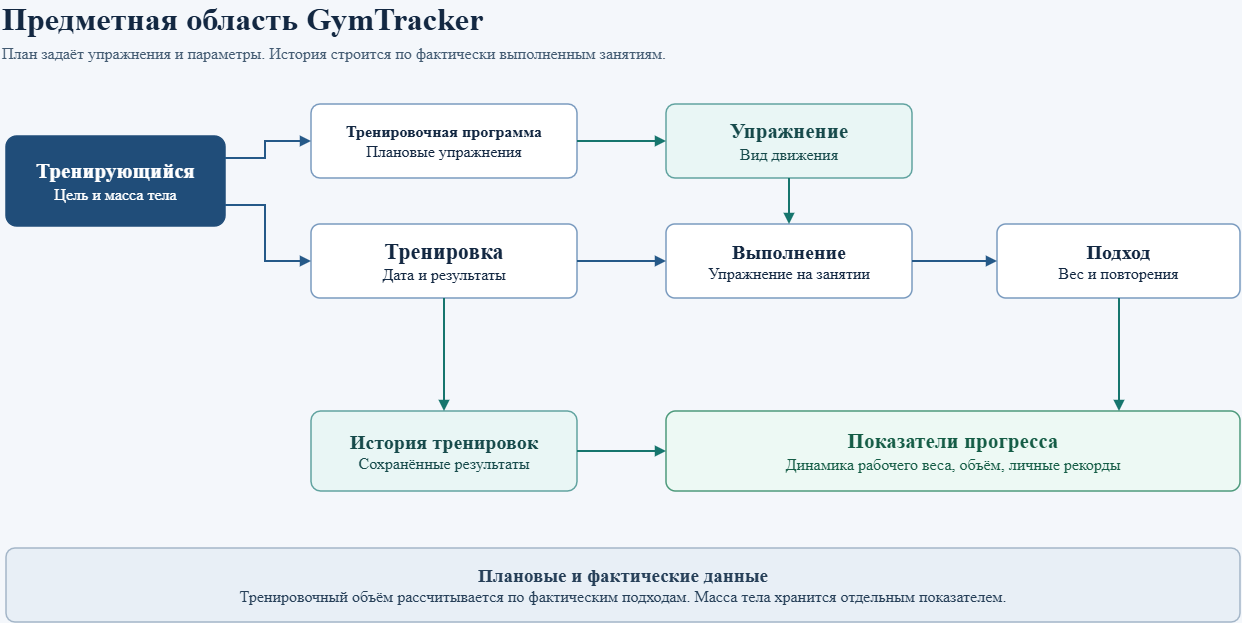 Предметная область GymTracker
План задаёт упражнения и параметры. История строится по фактически выполненным занятиям.
Тренирующийся
Цель и масса тела
Тренировочная программа
Плановые упражнения
Упражнение
Вид движения
Тренировка
Дата и результаты
Выполнение
Упражнение на занятии
Подход
Вес и повторения
История тренировок
Сохранённые результаты
Показатели прогресса
Динамика рабочего веса, объём, личные рекорды
Плановые и фактические данные
Тренировочный объём рассчитывается по фактическим подходам. Масса тела хранится отдельным показателем.